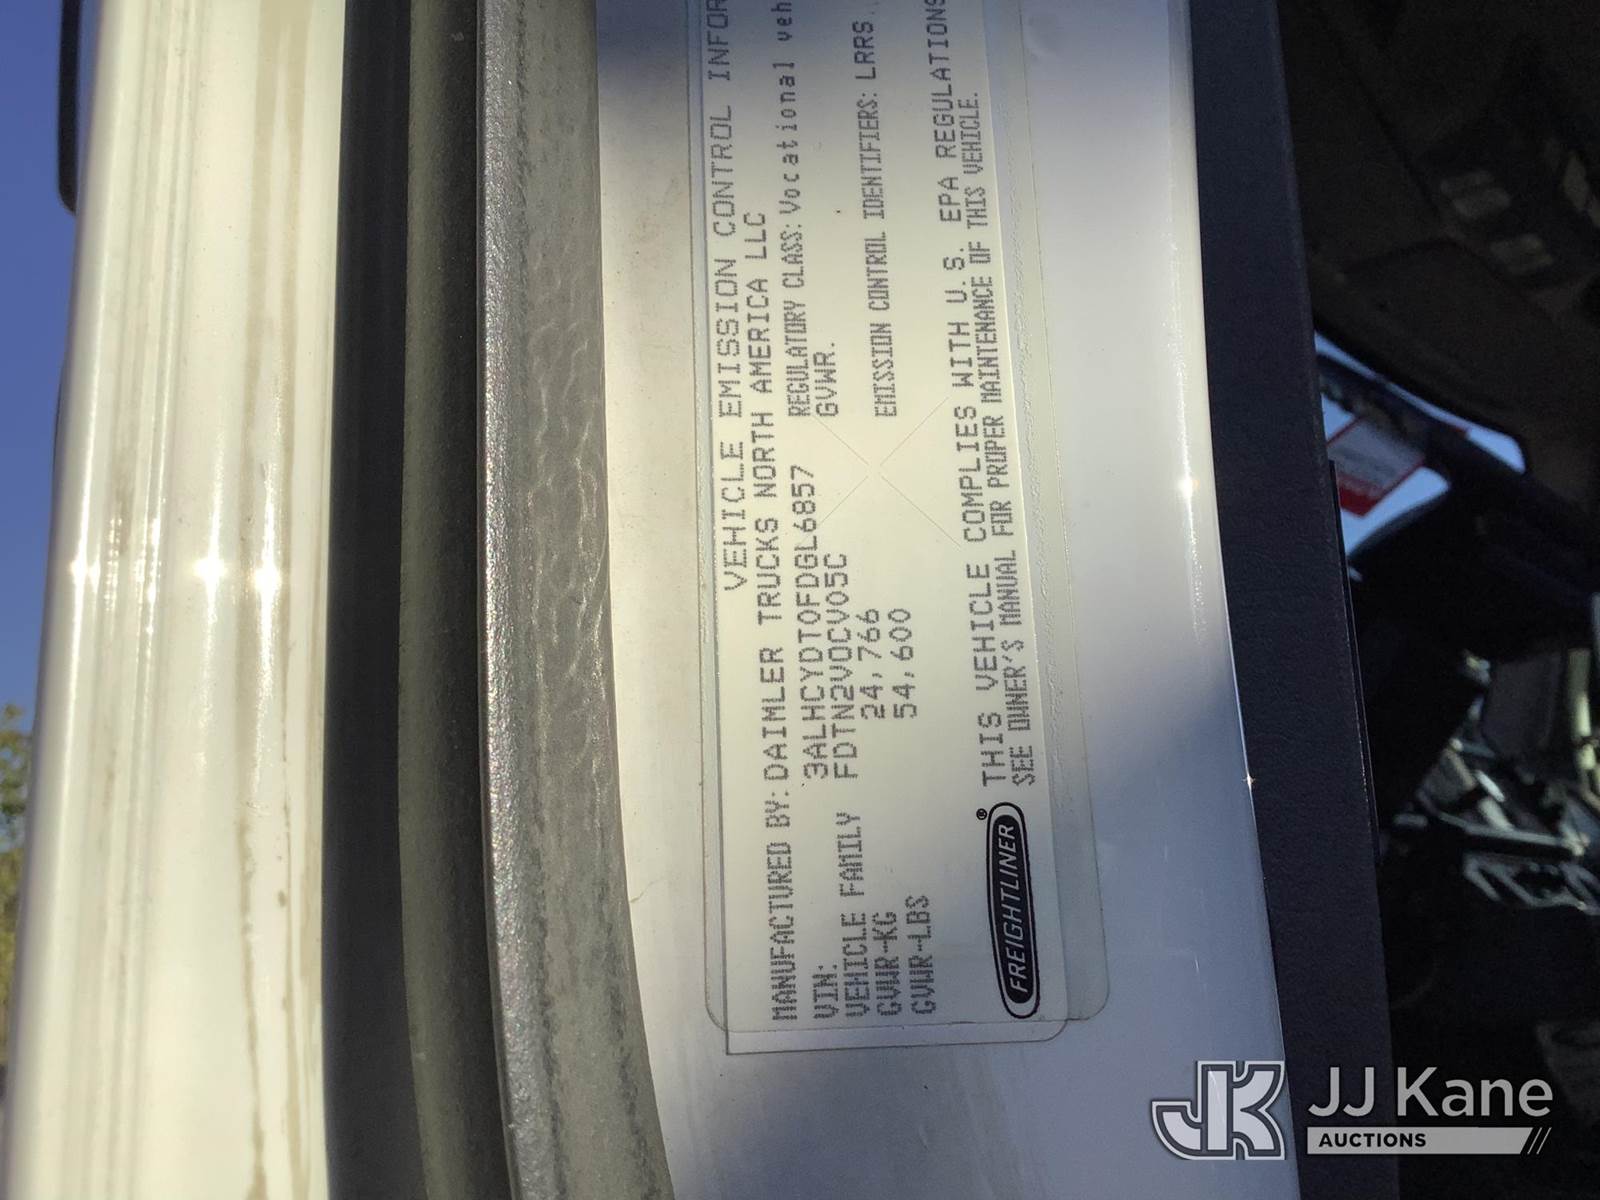 VEHICLE EMISSION CONTROL INFOR
MANUFACTURED BY: DAIMLER TRUCKS NORTH AMERICA LLC
VIN: 3ALHCYDT0FDGL6857 REGULATORY CLASS: Vocational veh
GVWR.
VEHICLE FAMILY FDTN2VOCV05C
GVWR-KG 24,766 EMISSION CONTROL IDENTIFIERS: LRRS
GVWR-LBS 54,600
THIS VEHICLE COMPLIES WITH U.S. EPA REGULATIONS
SEE OWNER'S MANUAL FOR PROPER MAINTENANCE OF THIS VEHICLE.
FREIGHTLINER®
JK JJ Kane
AUCTIONS